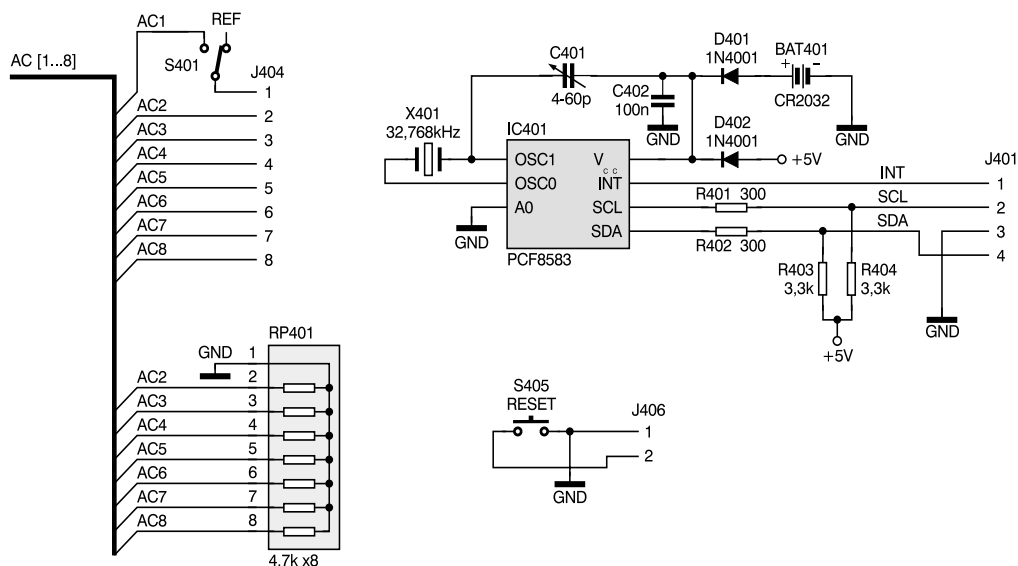 AC [1...8]
AC1
REF
S401
J404
1
AC2
2
AC3
3
AC4
4
AC5
5
AC6
6
AC7
7
AC8
8
RP401
GND
1
AC2
2
AC3
3
AC4
4
AC5
5
AC6
6
AC7
7
AC8
8
4.7k x8
C401
4-60p
C402
100n
GND
D401
1N4001
BAT401
+ -
CR2032
GND
X401
32,768kHz
IC401
OSC1
OSC0
A0
Vcc
INT
SCL
SDA
PCF8583
GND
D402
1N4001
+5V
J401
INT
1
R401 300
SCL
2
SDA
3
R402 300
4
R403
3,3k
R404
3,3k
+5V
GND
S405
RESET
J406
1
2
GND